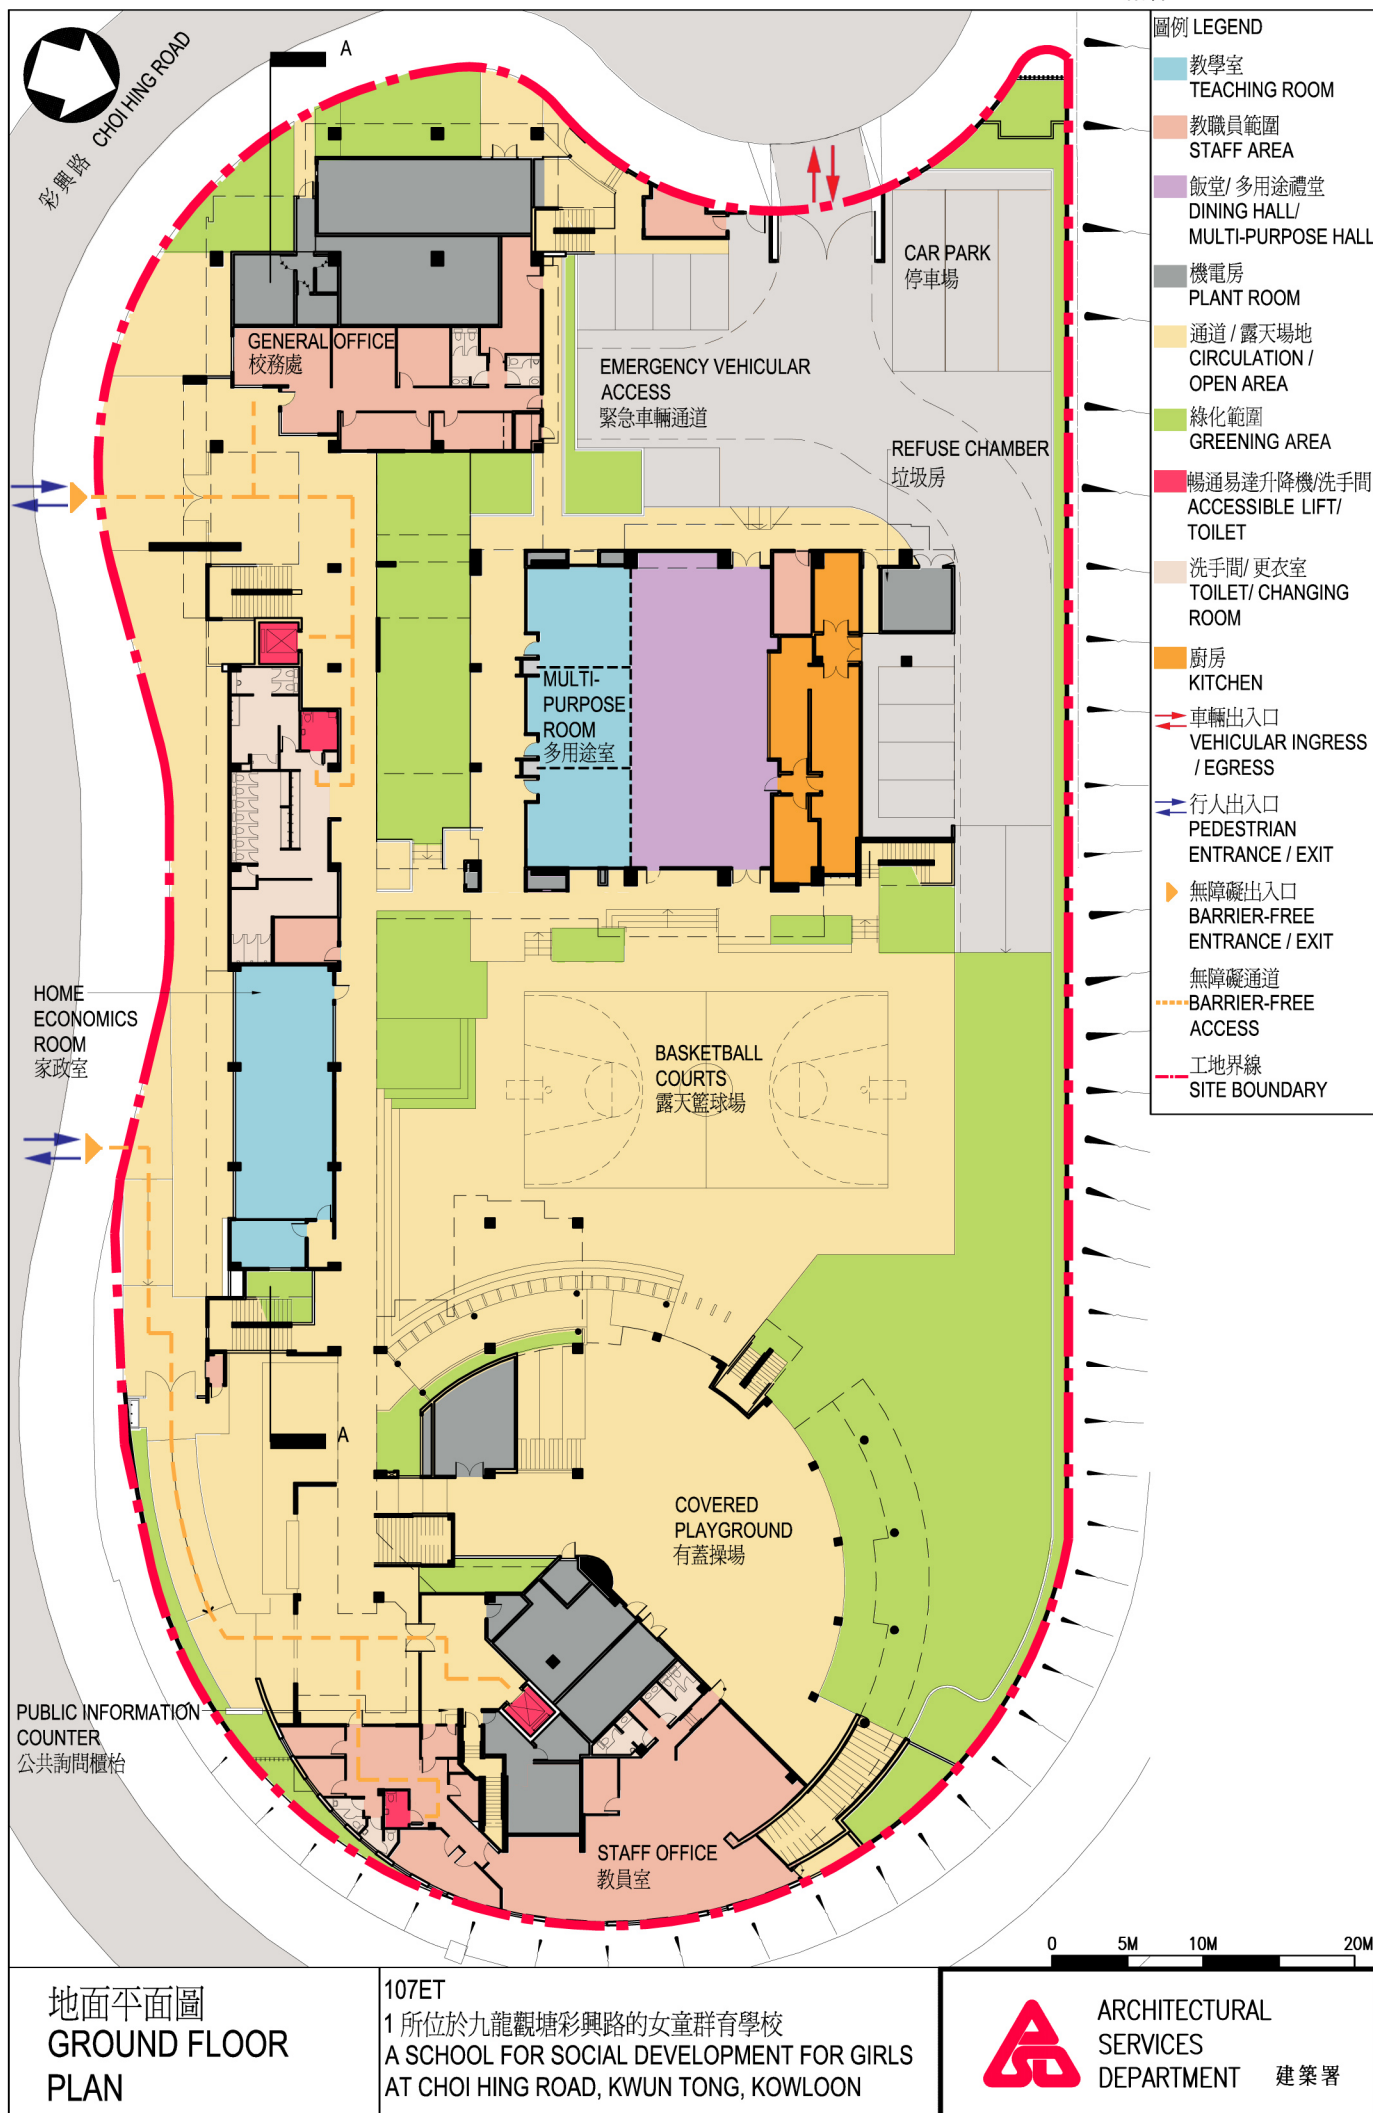 彩興路 CHOI HING ROAD
A
圖例 LEGEND
教學室
TEACHING ROOM
教職員範圍
STAFF AREA
飯堂/ 多用途禮堂
DINING HALL/
MULTI-PURPOSE HALL
機電房
PLANT ROOM
通道 / 露天場地
CIRCULATION /
OPEN AREA
綠化範圍
GREENING AREA
暢通易達升降機/洗手間
ACCESSIBLE LIFT/
TOILET
洗手間/ 更衣室
TOILET/ CHANGING
ROOM
廚房
KITCHEN
車輛出入口
VEHICULAR INGRESS
/ EGRESS
行人出入口
PEDESTRIAN
ENTRANCE / EXIT
無障礙出入口
BARRIER-FREE
ENTRANCE / EXIT
無障礙通道
BARRIER-FREE
ACCESS
工地界線
SITE BOUNDARY
CAR PARK
停車場
GENERAL OFFICE
校務處
EMERGENCY VEHICULAR
ACCESS
緊急車輛通道
REFUSE CHAMBER
垃圾房
MULTI-
PURPOSE
ROOM
多用途室
HOME
ECONOMICS
ROOM
家政室
BASKETBALL
COURTS
露天籃球場
A
COVERED
PLAYGROUND
有蓋操場
PUBLIC INFORMATION
COUNTER
公共詢問櫃枱
STAFF OFFICE
教員室
0 5M 10M 20M
地面平面圖
GROUND FLOOR
PLAN
107ET
1 所位於九龍觀塘彩興路的女童群育學校
A SCHOOL FOR SOCIAL DEVELOPMENT FOR GIRLS
AT CHOI HING ROAD, KWUN TONG, KOWLOON
ARCHITECTURAL
SERVICES
DEPARTMENT 建築署